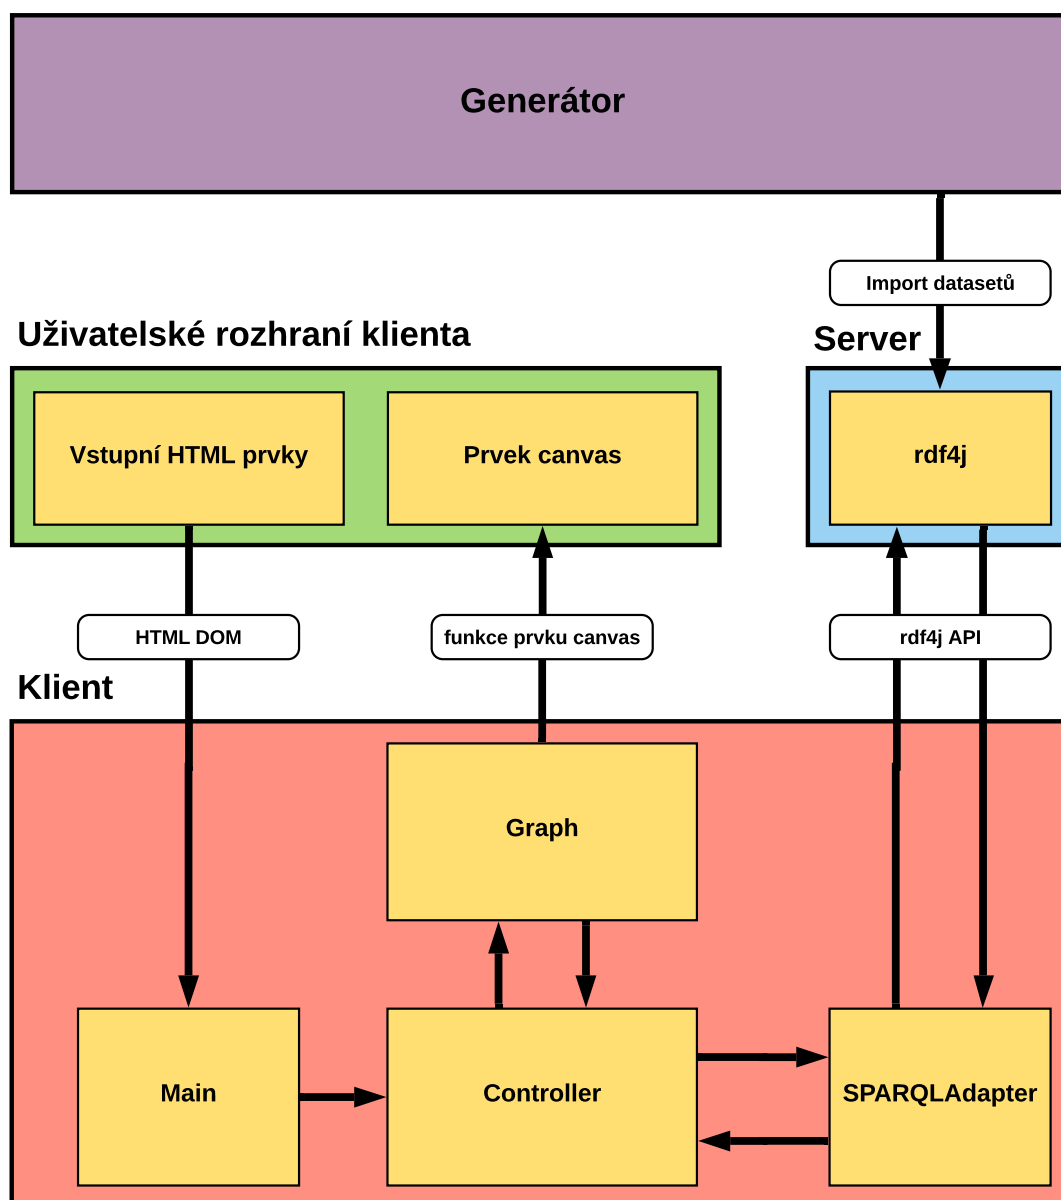 Generátor
Import datasetů
Uživatelské rozhraní klienta
Server
Vstupní HTML prvky
Prvek canvas
rdf4j
HTML DOM
funkce prvku canvas
rdf4j API
Klient
Graph
Main
Controller
SPARQLAdapter